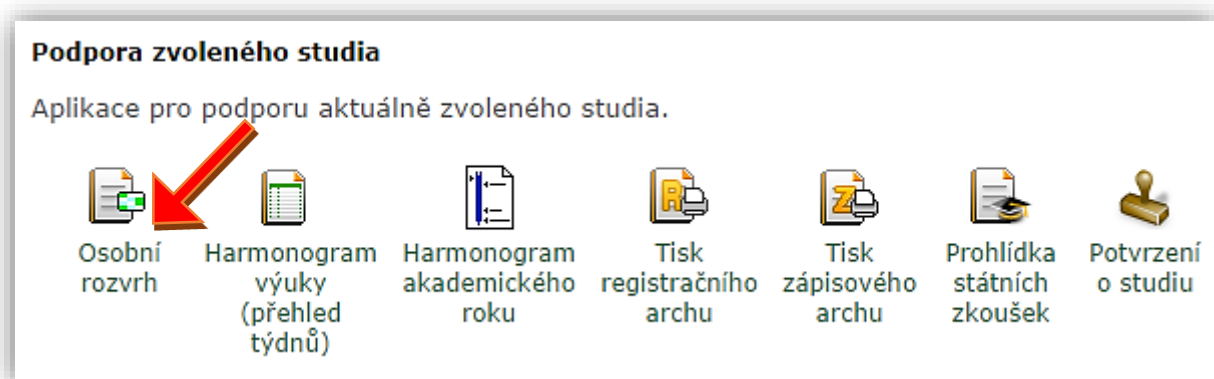 Podpora zvoleného studia
Aplikace pro podporu aktuálně zvoleného studia.
Osobní
rozvrh
Harmonogram
výuky
(přehled
týdnů)
Harmonogram
akademického
roku
Tisk
registračního
archu
Tisk
zápisového
archu
Prohlídka
státních
zkoušek
Potvrzení
o studiu